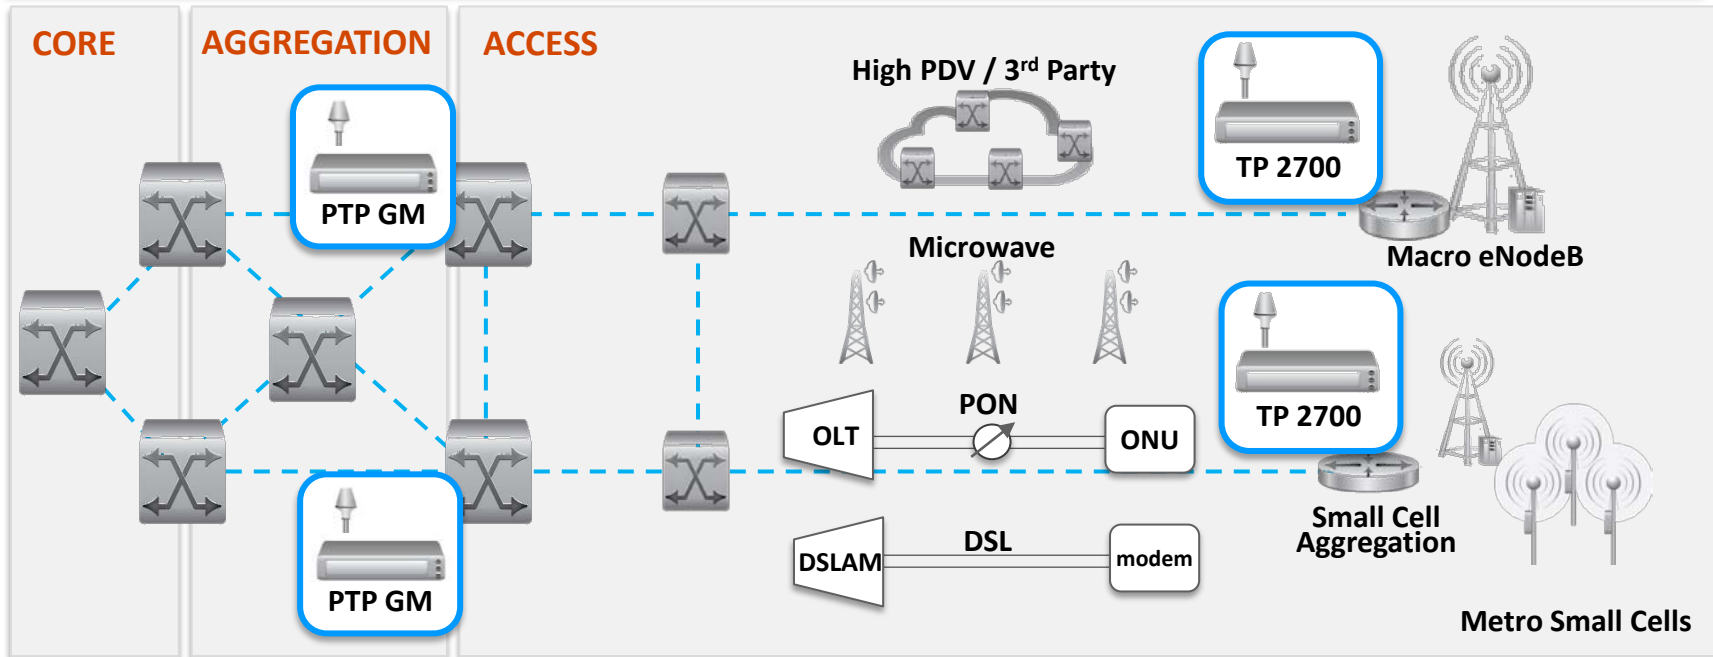 CORE
AGGREGATION
ACCESS
High PDV / 3rd Party
TP 2700
PTP GM
Microwave
Macro eNodeB
TP 2700
PON
OLT
ONU
Small Cell
Aggregation
DSL
DSLAM
modem
PTP GM
Metro Small Cells